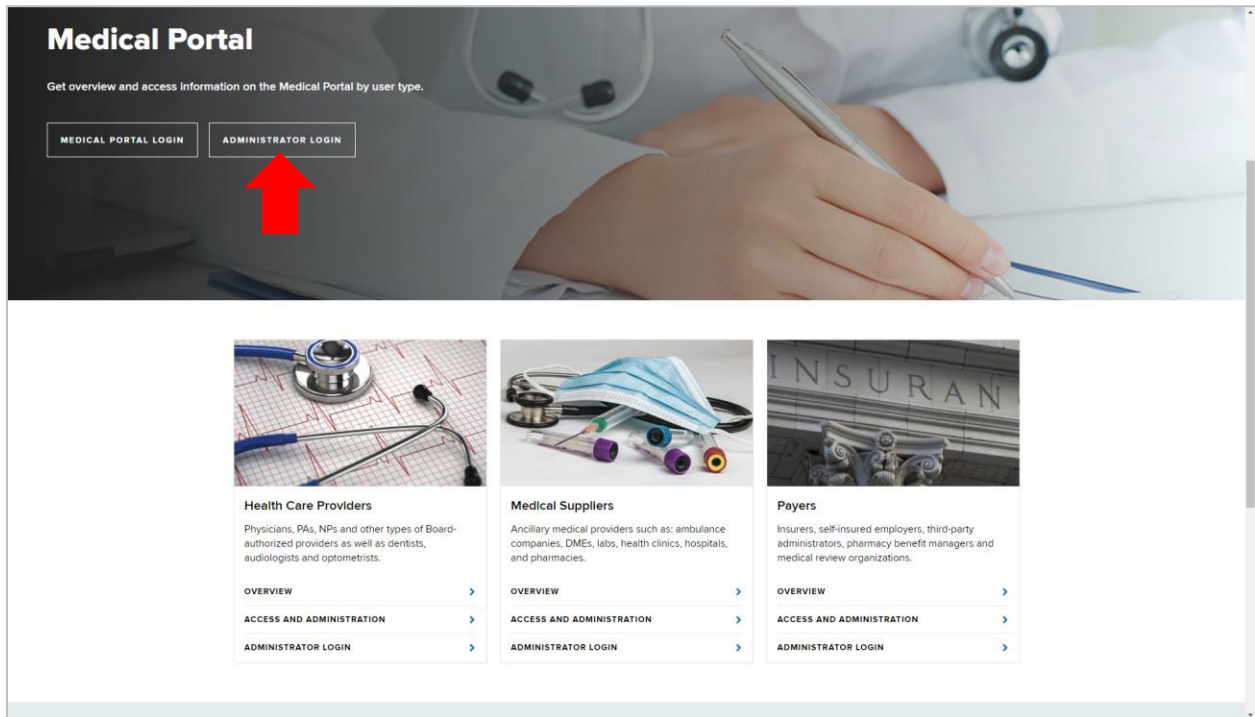 Medical Portal
Get overview and access information on the Medical Portal by user type.
MEDICAL PORTAL LOGIN
ADMINISTRATOR LOGIN
INSURAN
Health Care Providers
Physicians, PAs, NPs and other types of Board-
authorized providers as well as dentists,
audiologists and optometrists.
OVERVIEW
ACCESS AND ADMINISTRATION
ADMINISTRATOR LOGIN
Medical Suppliers
Ancillary medical providers such as: ambulance
companies, DMEs, labs, health clinics, hospitals,
and pharmacies.
OVERVIEW
ACCESS AND ADMINISTRATION
ADMINISTRATOR LOGIN
Payers
Insurers, self-insured employers, third-party
administrators, pharmacy benefit managers and
medical review organizations.
OVERVIEW
ACCESS AND ADMINISTRATION
ADMINISTRATOR LOGIN